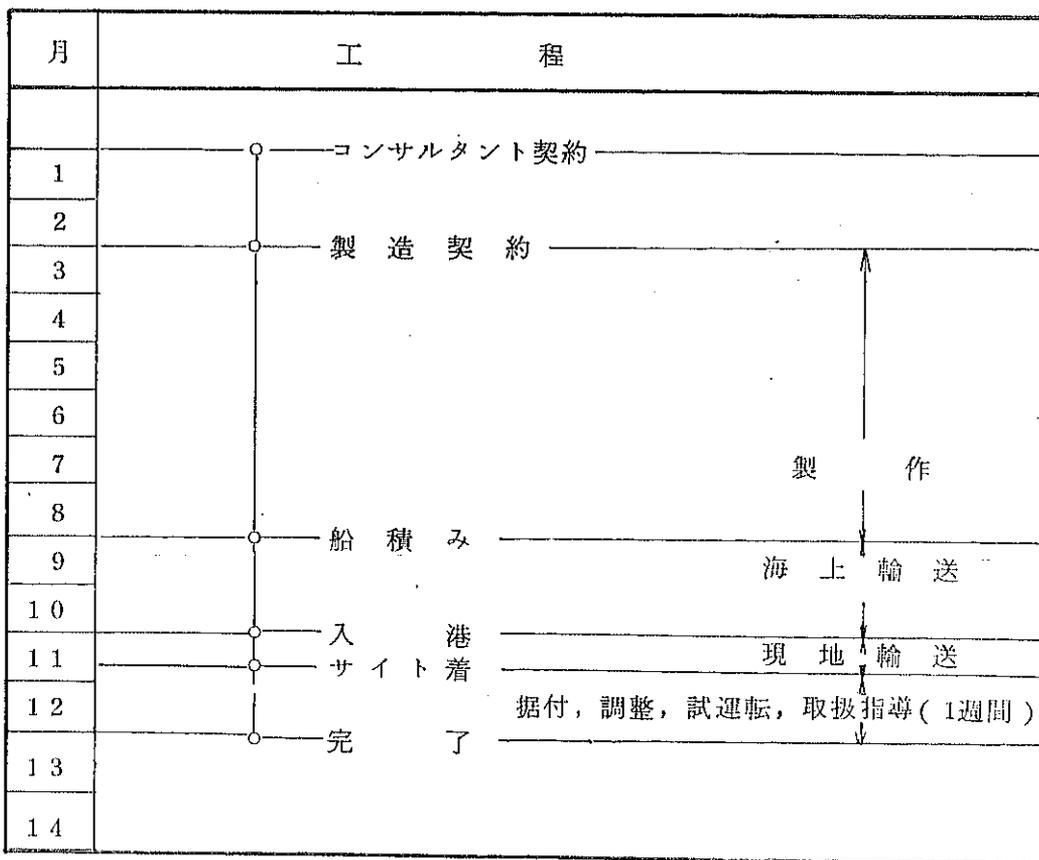 月 工程
コンサルタント契約
1
2
製造契約
3
4
5
6
7 製作
8
船積み
9 海上輸送
10
入港
11 現地輸送
サイト着
12 据付,調整,試運転,取扱指導(1週間)
完了
13
14